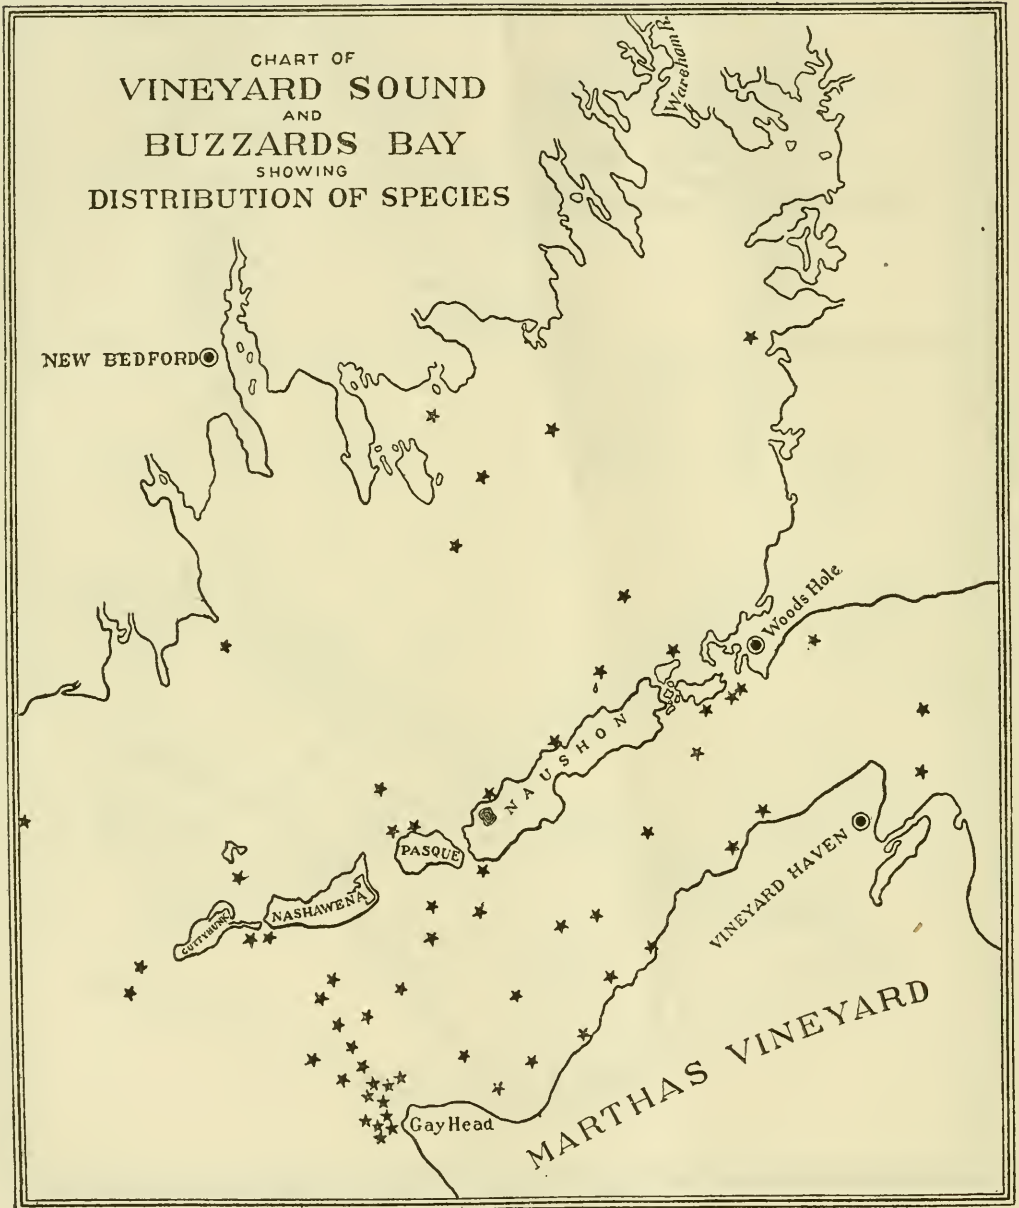 CHART OF
VINEYARD SOUND
AND
BUZZARDS BAY
SHOWING
DISTRIBUTION OF SPECIES
Wareham R.
NEW BEDFORD
Woods Hole
NAUSHON
PASQUE
NASHAWENA
CUTTYHUNK
VINEYARD HAVEN
MARTHAS VINEYARD
Gay Head